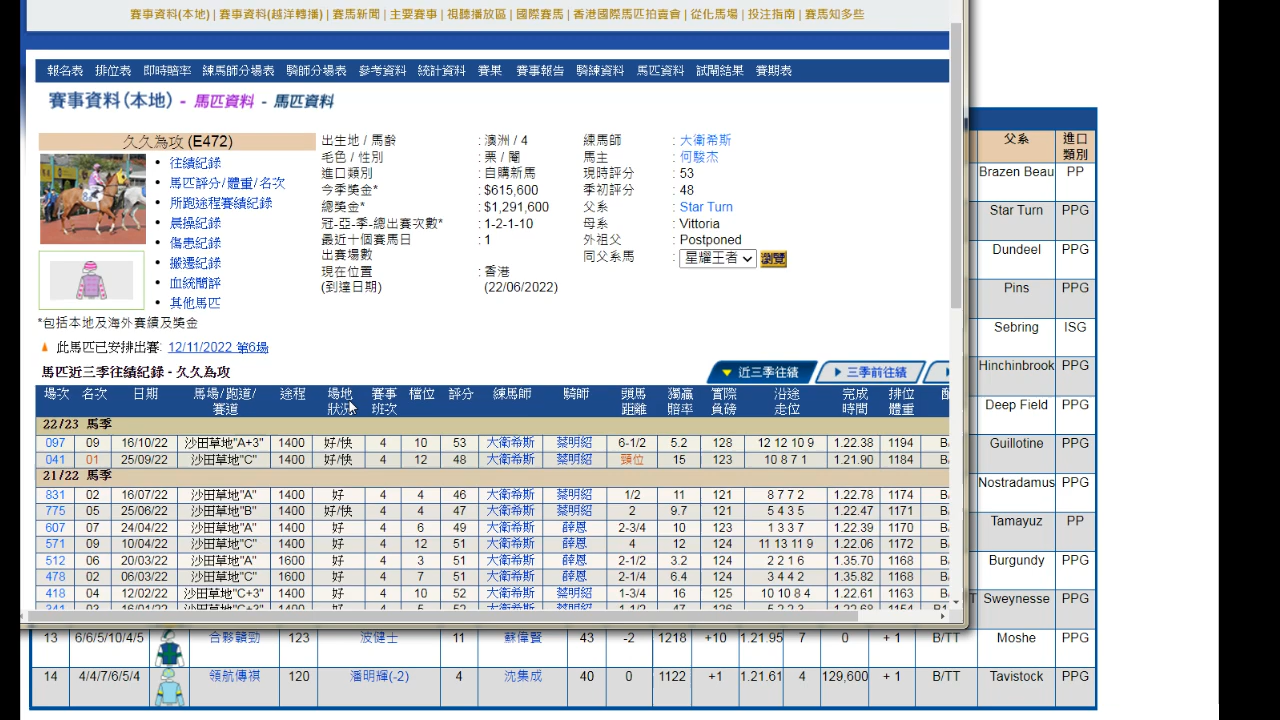 賽事資料(本地) | 賽事資料(越洋轉播) | 賽馬新聞 | 主要賽事 | 視聽播放區 | 國際賽馬 | 香港國際馬匹拍賣會 | 從化馬場 | 投注指南 | 賽馬知多些
報名表 排位表 即時賠率 練馬師分場表 騎師分場表 參考資料 統計資料 賽果 賽事報告 騎練資料 馬匹資料 試閘結果 賽期表
賽事資料(本地) - 馬匹資料 - 馬匹資料
久久為攻 (E472)
• 往績紀錄
• 馬匹評分/體重/名次
• 所跑途程賽績紀錄
• 晨操紀錄
• 傷患紀錄
• 搬遷紀錄
• 血統簡評
• 其他馬匹
出生地 / 馬齡 : 澳洲 / 4
毛色 / 性別 : 栗 / 閹
進口類別 : 自購新馬
今季獎金* : $615,600
總獎金* : $1,291,600
冠-亞-季-總出賽次數* : 1-2-1-10
最近十個賽馬日 : 1
出賽場數
現在位置 : 香港
(到達日期) (22/06/2022)
練馬師 : 大衛希斯
馬主 : 何駿杰
現時評分 : 53
季初評分 : 48
父系 : Star Turn
母系 : Vittoria
外祖父 : Postponed
同父系馬 : 星耀王者 瀏覽
*包括本地及海外賽績及獎金
此馬匹已安排出賽: 12/11/2022 第6場
馬匹近三季往績紀錄 - 久久為攻
近三季往績 三季前往績
場次 名次 日期 馬場/跑道/賽道 途程 場地狀況 賽事班次 檔位 評分 練馬師 騎師 頭馬距離 獨贏賠率 實際負磅 沿途走位 完成時間 排位體重
22/23 馬季
097 09 16/10/22 沙田草地"A+3" 1400 好/快 4 10 53 大衛希斯 蔡明紹 6-1/2 5.2 128 12 12 10 9 1.22.38 1194
041 01 25/09/22 沙田草地"C" 1400 好/快 4 12 48 大衛希斯 蔡明紹 頸位 15 123 10 8 7 1 1.21.90 1184
21/22 馬季
831 02 16/07/22 沙田草地"A" 1400 好 4 4 46 大衛希斯 蔡明紹 1/2 11 121 8 7 7 2 1.22.78 1174
775 05 25/06/22 沙田草地"B" 1400 好/快 4 4 47 大衛希斯 蔡明紹 2 9.7 121 5 4 3 5 1.22.47 1171
607 07 24/04/22 沙田草地"A" 1400 好 4 6 49 大衛希斯 薛恩 2-3/4 10 123 1 3 3 7 1.22.39 1170
571 09 10/04/22 沙田草地"C" 1400 好 4 12 51 大衛希斯 薛恩 4 12 124 11 13 11 9 1.22.06 1172
512 06 20/03/22 沙田草地"A" 1600 好 4 3 51 大衛希斯 薛恩 2-1/2 3.2 124 2 2 1 6 1.35.70 1168
478 02 06/03/22 沙田草地"C" 1600 好 4 7 51 大衛希斯 薛恩 2-1/4 6.4 124 3 4 4 2 1.35.82 1168
418 04 12/02/22 沙田草地"C+3" 1400 好 4 10 52 大衛希斯 薛恩 1-3/4 16 125 10 10 8 4 1.22.61 1163
父系 進口類別
Brazen Beau PP
Star Turn PPG
Dundeel PPG
Pins PPG
Sebring ISG
Hinchinbrook PPG
Deep Field PPG
Guillotine PPG
Nostradamus PPG
Tamayuz PP
Burgundy PPG
Sweynesse PPG
13 6/6/5/10/4/5 合夥贛勁 123 波健士 11 蘇偉賢 43 -2 1218 +10 1.21.95 7 0 + 1 B/TT Moshe PPG
14 4/4/7/6/5/4 領航傳祺 120 潘明輝(-2) 4 沈集成 40 0 1122 +1 1.21.61 4 129,600 + 1 B/TT Tavistock PPG